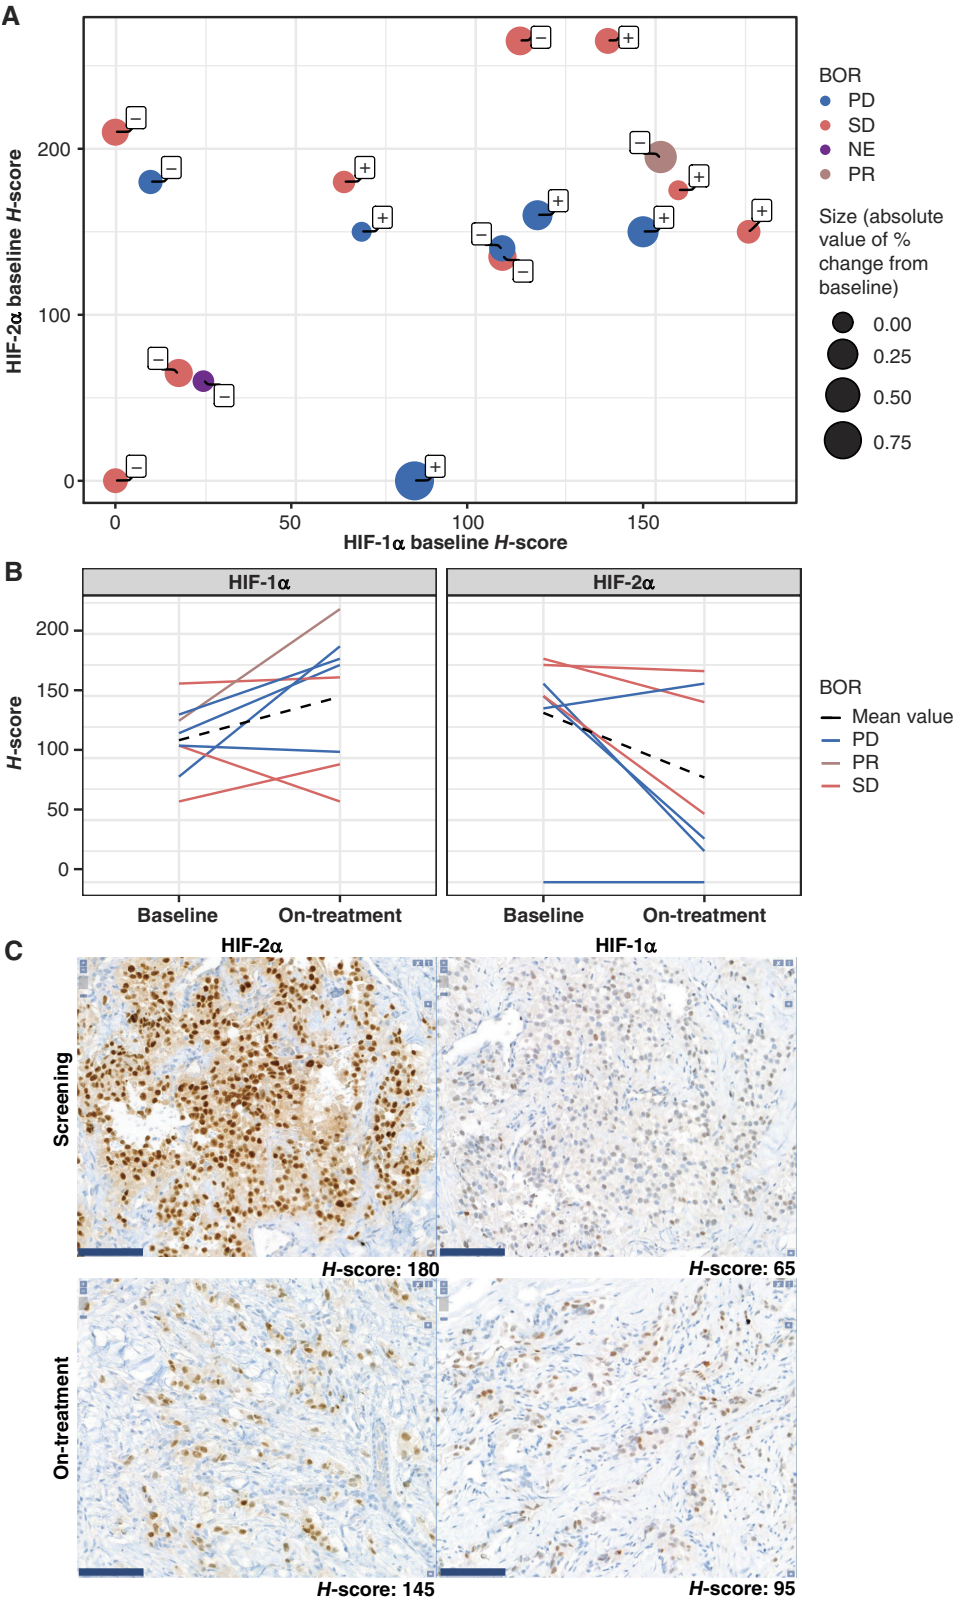 A
HIF-2α baseline H-score
200
100
0
0
50
100
150
HIF-1α baseline H-score
−
+
−
−
+
+
−
+
+
+
+
−
−
−
−
−
+
BOR
PD
SD
NE
PR
Size (absolute
value of %
change from
baseline)
0.00
0.25
0.50
0.75
B
HIF-1α
HIF-2α
H-score
200
150
100
50
0
Baseline
On-treatment
Baseline
On-treatment
BOR
Mean value
PD
PR
SD
C
HIF-2α
HIF-1α
Screening
H-score: 180
H-score: 65
On-treatment
H-score: 145
H-score: 95